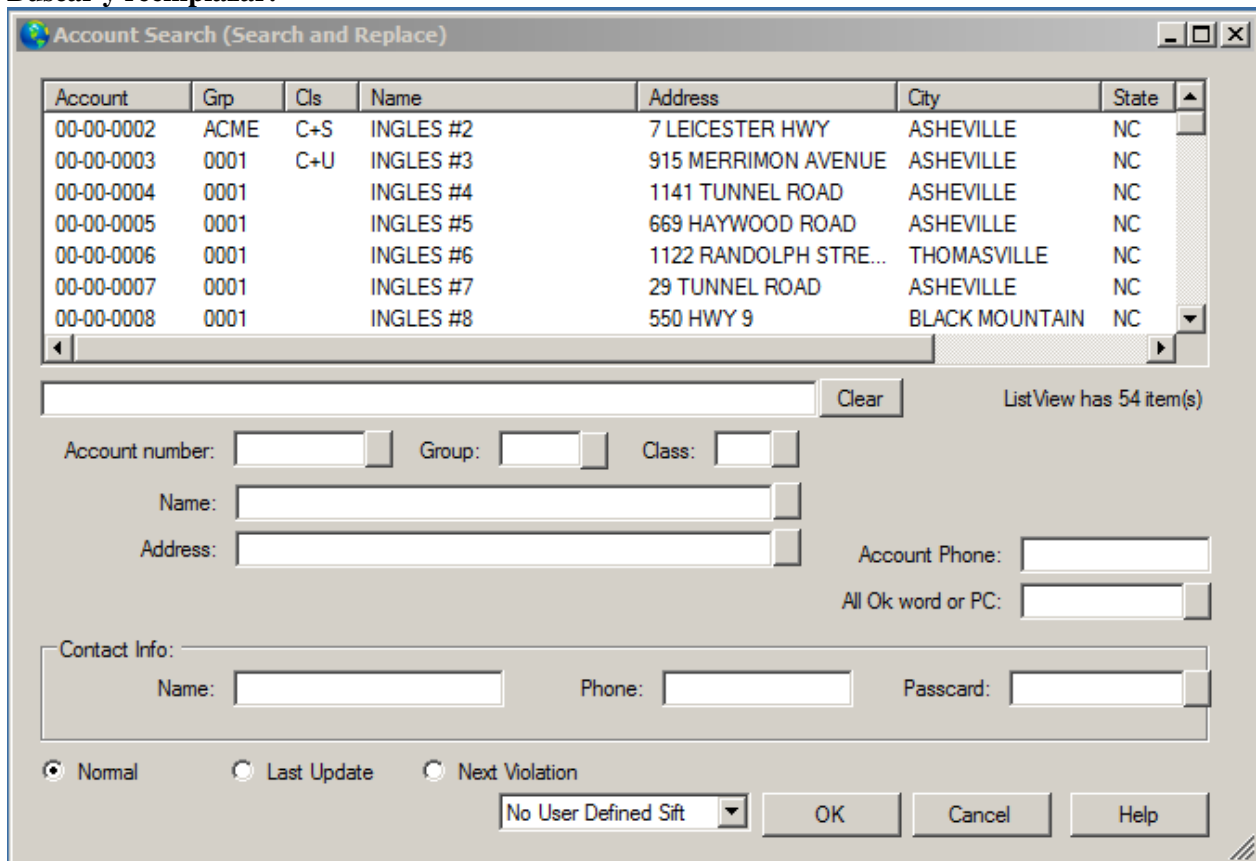 Buscar y reemplazar:
Account Search (Search and Replace)
Account Grp Cls Name Address City State
00-00-0002 ACME C+S INGLES #2 7 LEICESTER HWY ASHEVILLE NC
00-00-0003 0001 C+U INGLES #3 915 MERRIMON AVENUE ASHEVILLE NC
00-00-0004 0001 INGLES #4 1141 TUNNEL ROAD ASHEVILLE NC
00-00-0005 0001 INGLES #5 669 HAYWOOD ROAD ASHEVILLE NC
00-00-0006 0001 INGLES #6 1122 RANDOLPH STRE... THOMASVILLE NC
00-00-0007 0001 INGLES #7 29 TUNNEL ROAD ASHEVILLE NC
00-00-0008 0001 INGLES #8 550 HWY 9 BLACK MOUNTAIN NC
Clear ListView has 54 item(s)
Account number: Group: Class:
Name:
Address:
Account Phone:
All Ok word or PC:
Contact Info:
Name: Phone: Passcard:
Normal Last Update Next Violation
No User Defined Sift OK Cancel Help